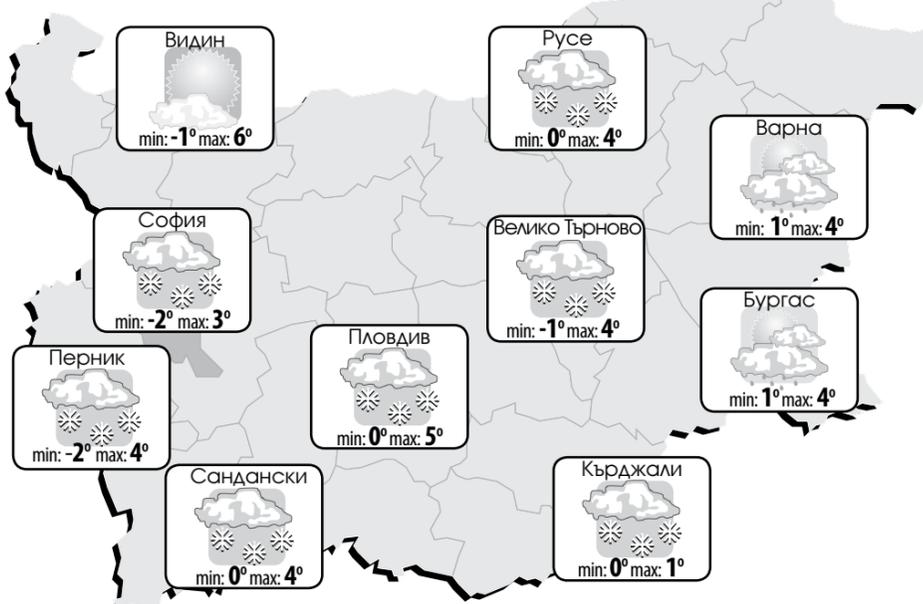 Видин
min: -1° max: 6°
Русе
min: 0° max: 4°
Варна
min: 1° max: 4°
София
min: -2° max: 3°
Велико Търново
min: -1° max: 4°
Бургас
min: 1° max: 4°
Пловдив
min: 0° max: 5°
Перник
min: -2° max: 4°
Сандански
min: 0° max: 4°
Кърджали
min: 0° max: 1°